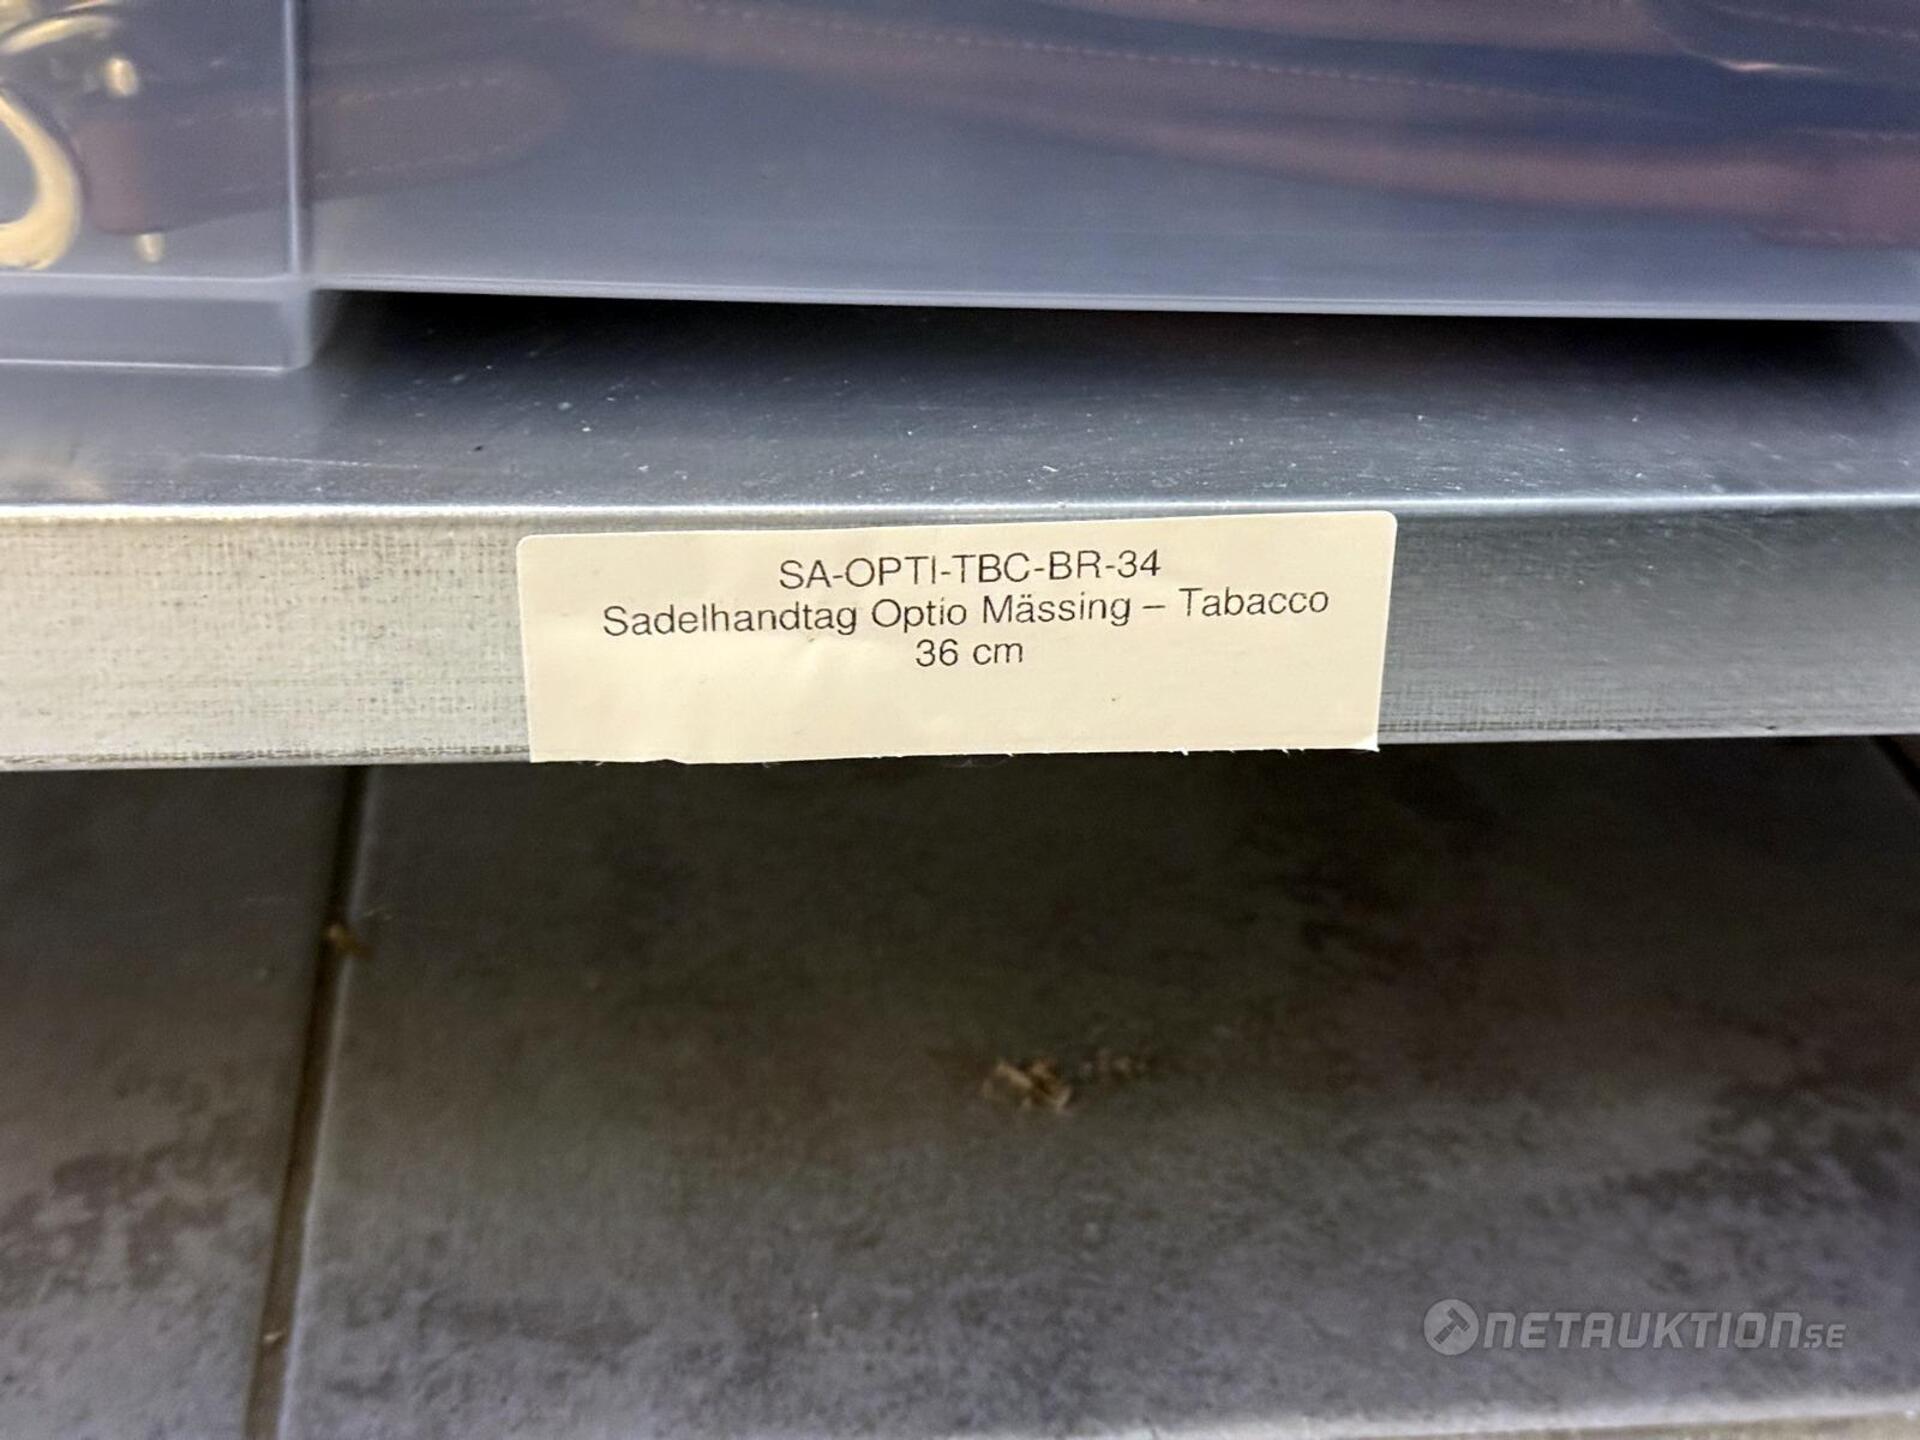 SA-OPTI-TBC-BR-34
Sadelhandtag Optio Mässing – Tabacco
36 cm
NETAUKTION.SE